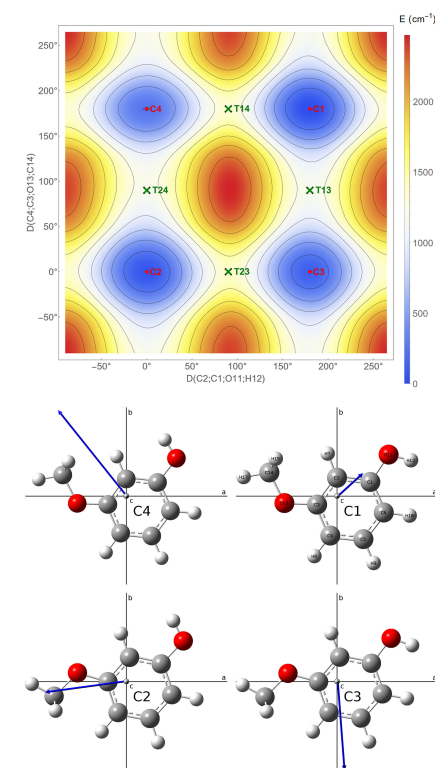 E (cm⁻¹)
250°
200°
150°
100°
50°
0°
−50°
D(C4;C3;O13;C14)
C4
T14
C1
T24
T13
C2
T23
C3
2000
1500
1000
500
0
−50° 0° 50° 100° 150° 200° 250°
D(C2;C1;O11;H12)
b
a
c
C4
b
a
c
C1
b
a
c
C2
b
a
c
C3